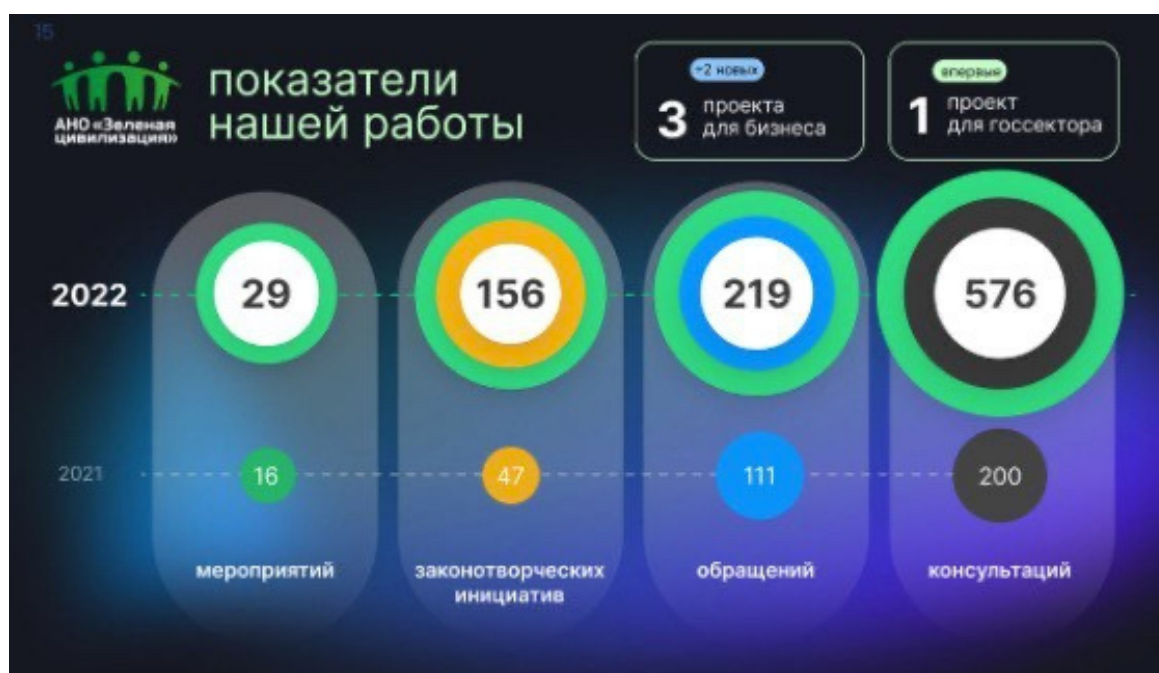 15
АНО «Зеленая
цивилизация»
показатели
нашей работы
+2 новых
3 проекта
для бизнеса
впервые
1 проект
для госсектора
2022 29 156 219 576
2021 16 47 111 200
мероприятий законотворческих обращений консультаций
инициатив